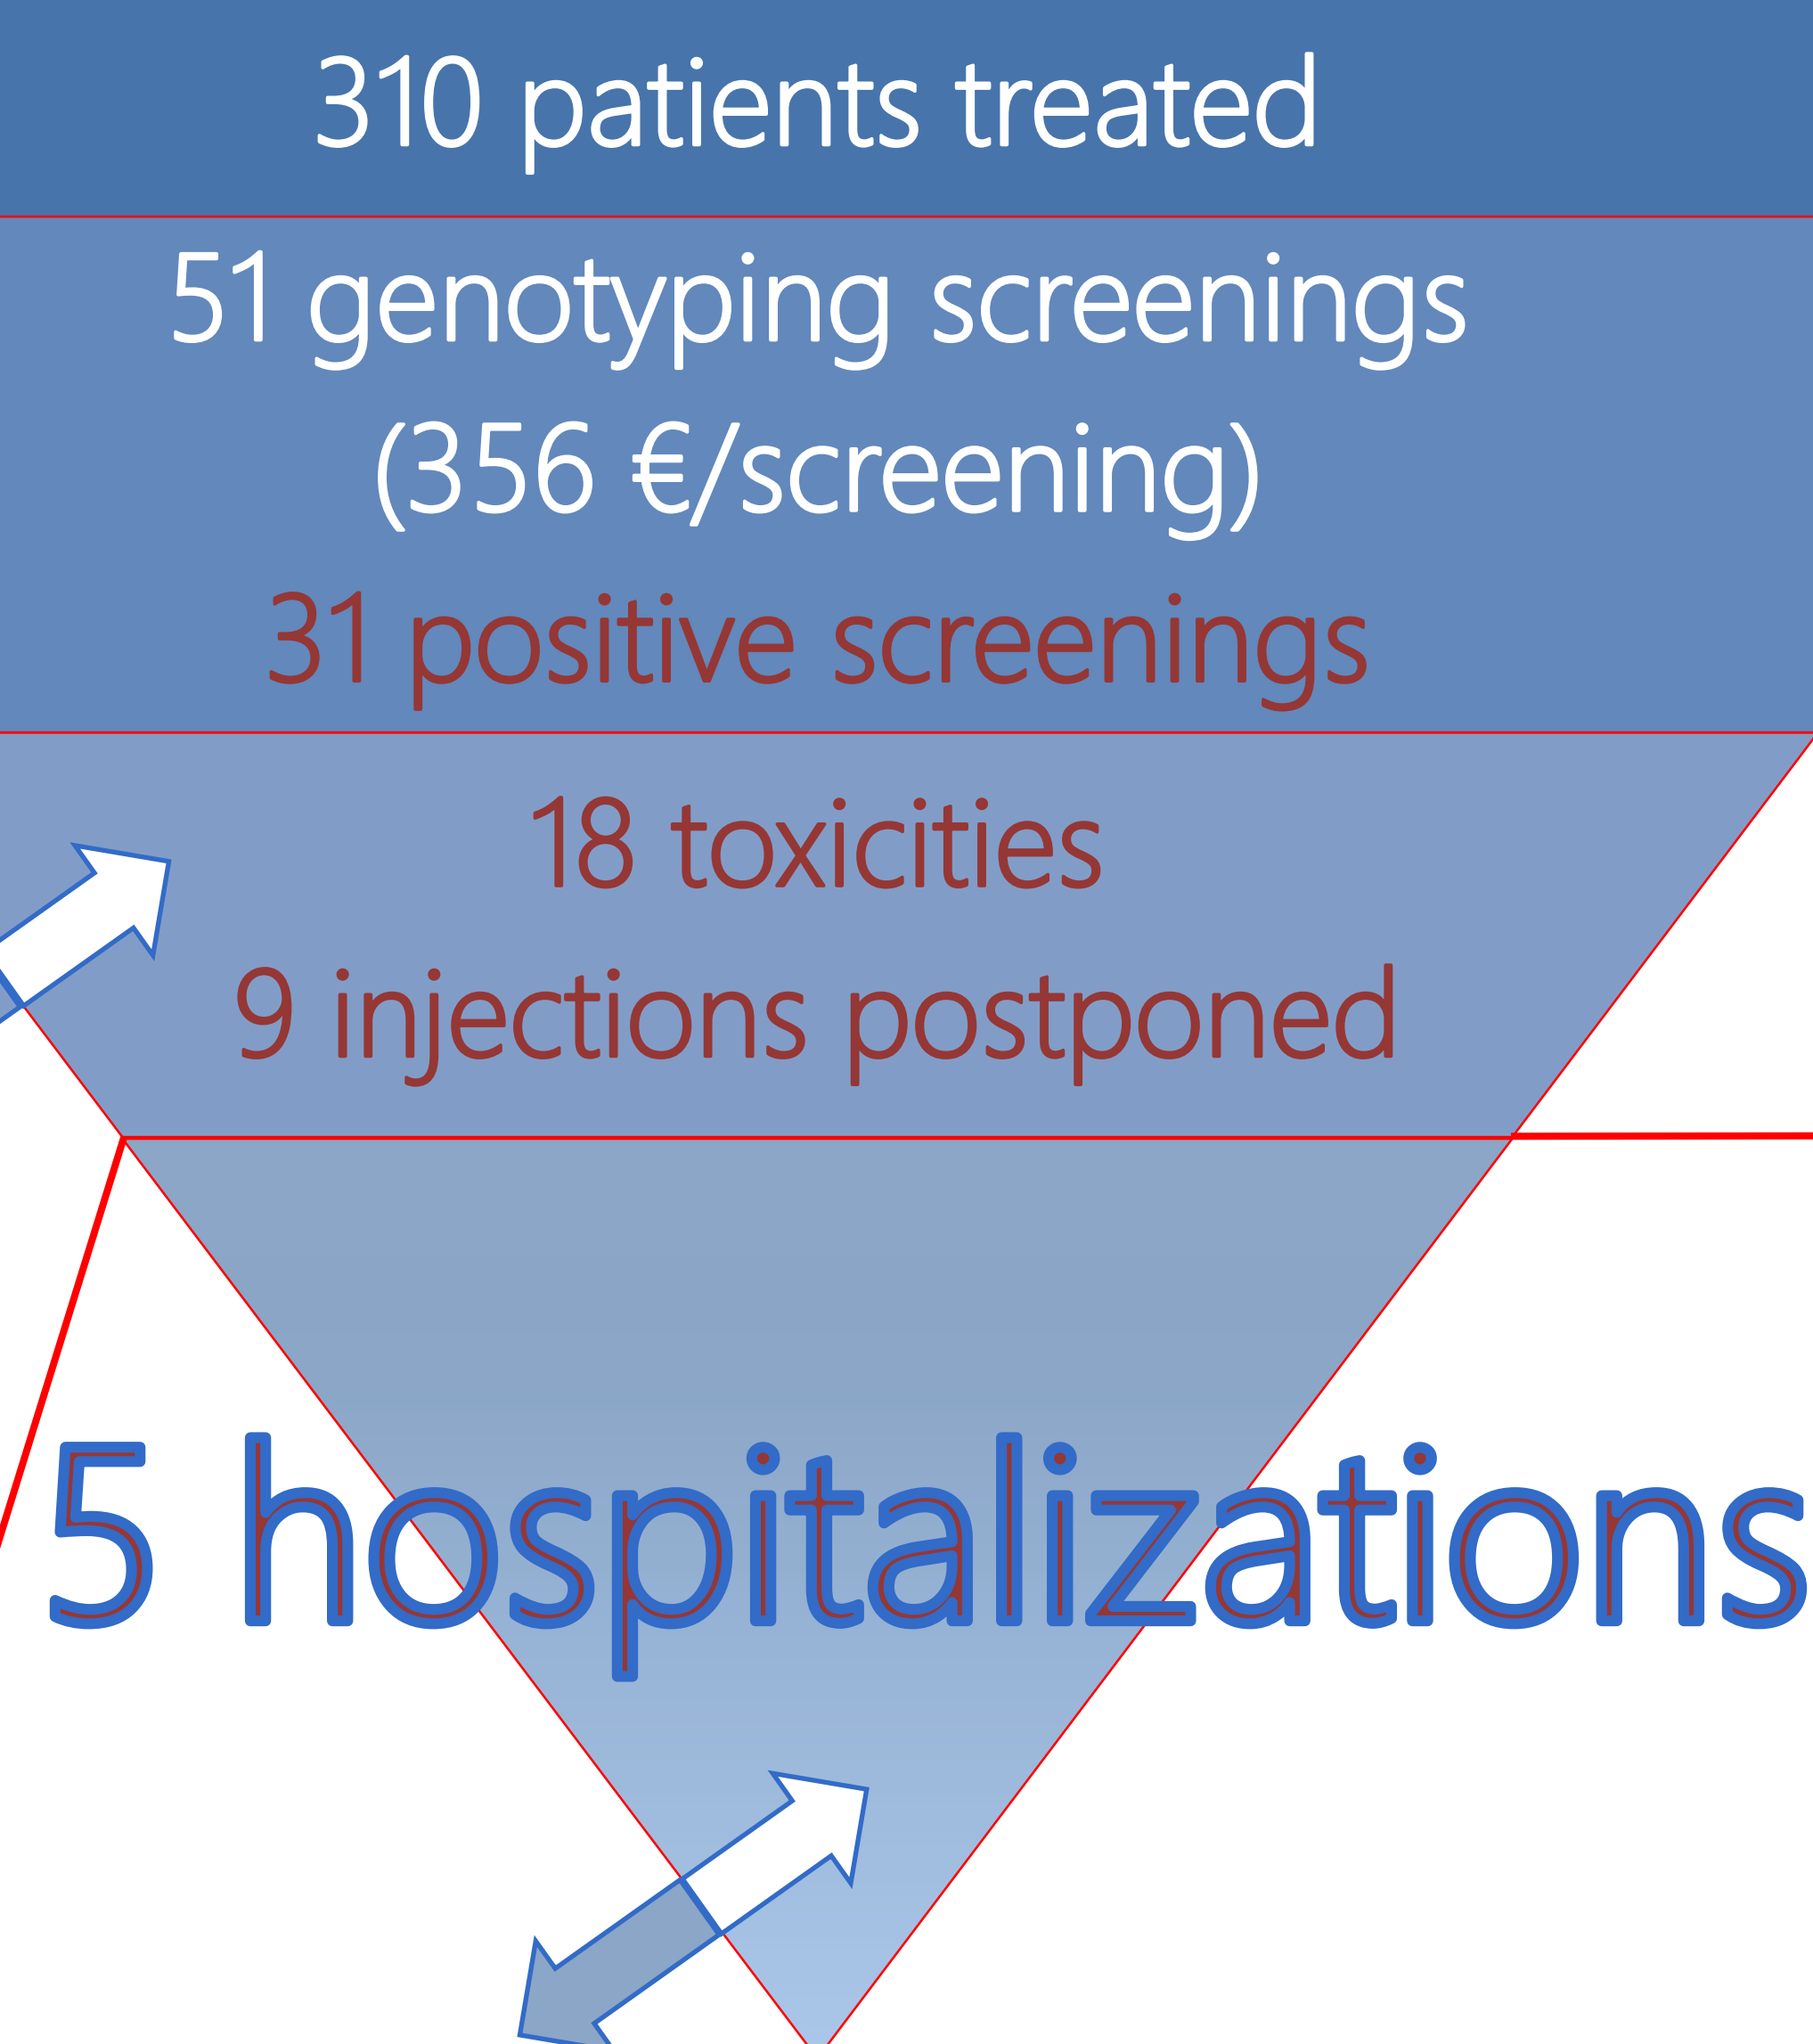 310 patients treated
51 genotyping screenings
(356 €/screening)
31 positive screenings
18 toxicities
9 injections postponed
5 hospitalizations